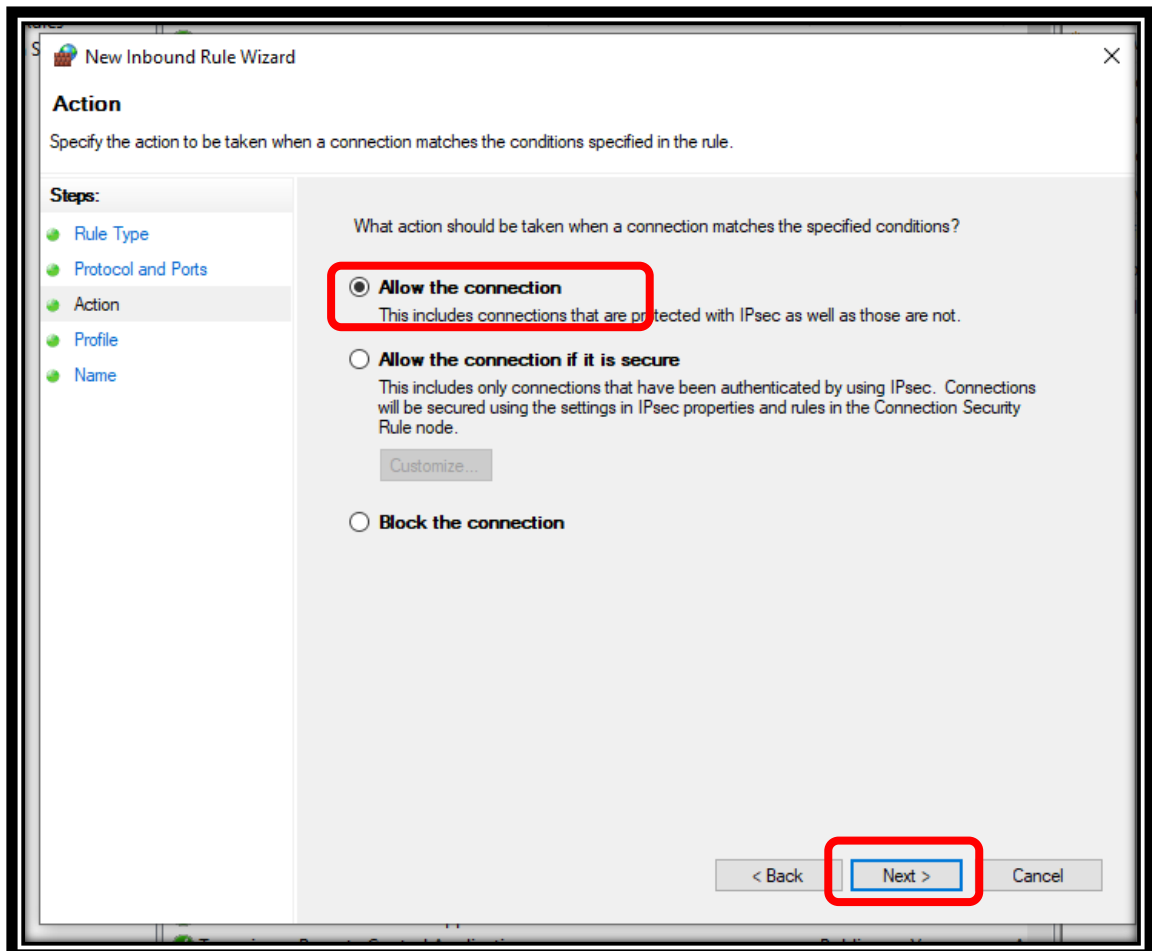 New Inbound Rule Wizard
Action
Specify the action to be taken when a connection matches the conditions specified in the rule.
Steps:
Rule Type
Protocol and Ports
Action
Profile
Name
What action should be taken when a connection matches the specified conditions?
Allow the connection
This includes connections that are protected with IPsec as well as those are not.
Allow the connection if it is secure
This includes only connections that have been authenticated by using IPsec. Connections
will be secured using the settings in IPsec properties and rules in the Connection Security
Rule node.
Customize...
Block the connection
< Back
Next >
Cancel